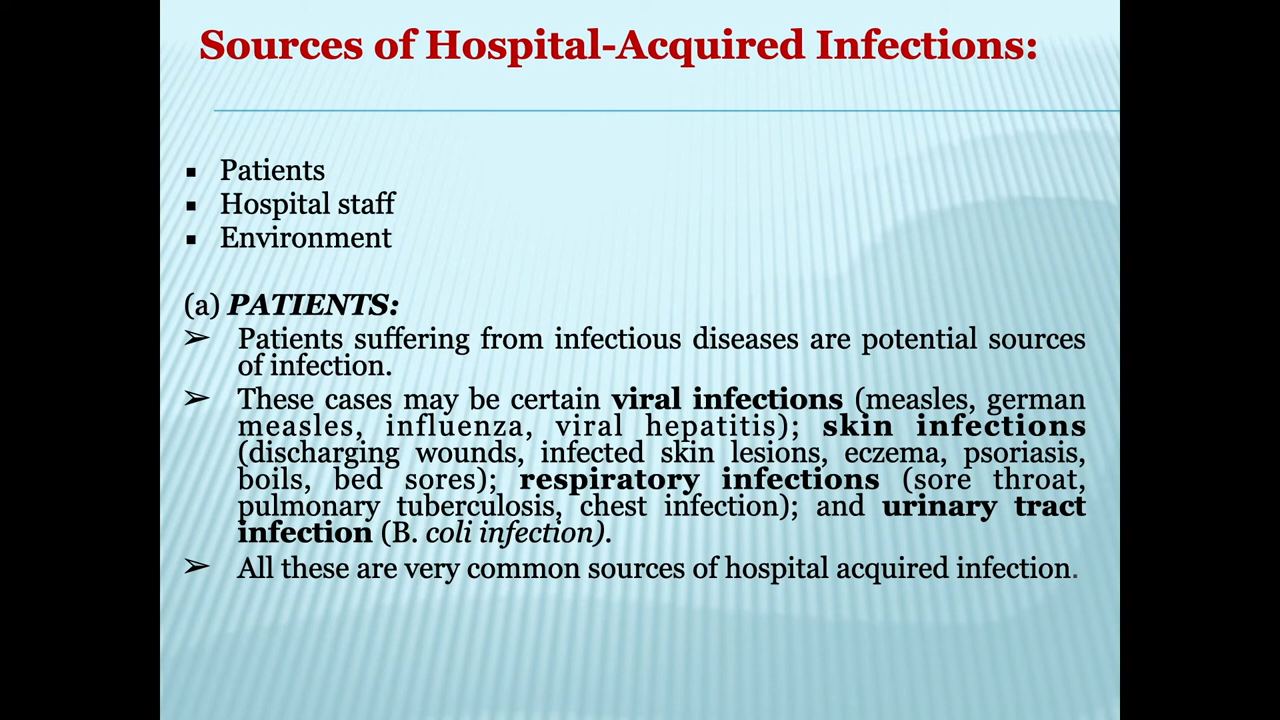 Sources of Hospital-Acquired Infections:
▪ Patients
▪ Hospital staff
▪ Environment
(a) PATIENTS:
➢ Patients suffering from infectious diseases are potential sources
of infection.
➢ These cases may be certain viral infections (measles, german
measles, influenza, viral hepatitis); skin infections
(discharging wounds, infected skin lesions, eczema, psoriasis,
boils, bed sores); respiratory infections (sore throat,
pulmonary tuberculosis, chest infection); and urinary tract
infection (B. coli infection).
➢ All these are very common sources of hospital acquired infection.